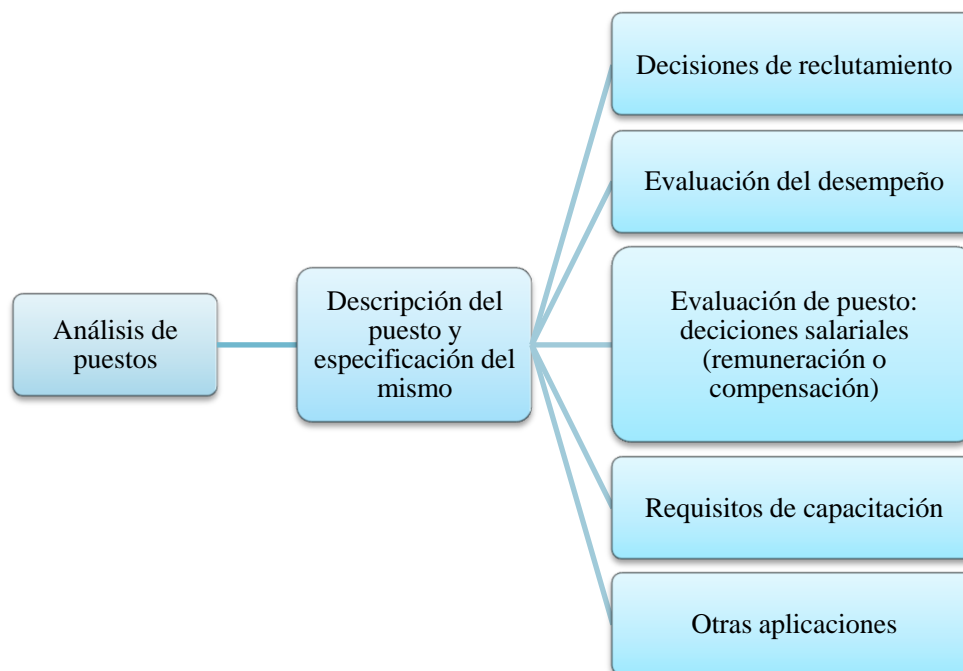 Análisis de
puestos
Descripción del
puesto y
especificación del
mismo
Decisiones de reclutamiento
Evaluación del desempeño
Evaluación de puesto:
deciciones salariales
(remuneración o
compensación)
Requisitos de capacitación
Otras aplicaciones